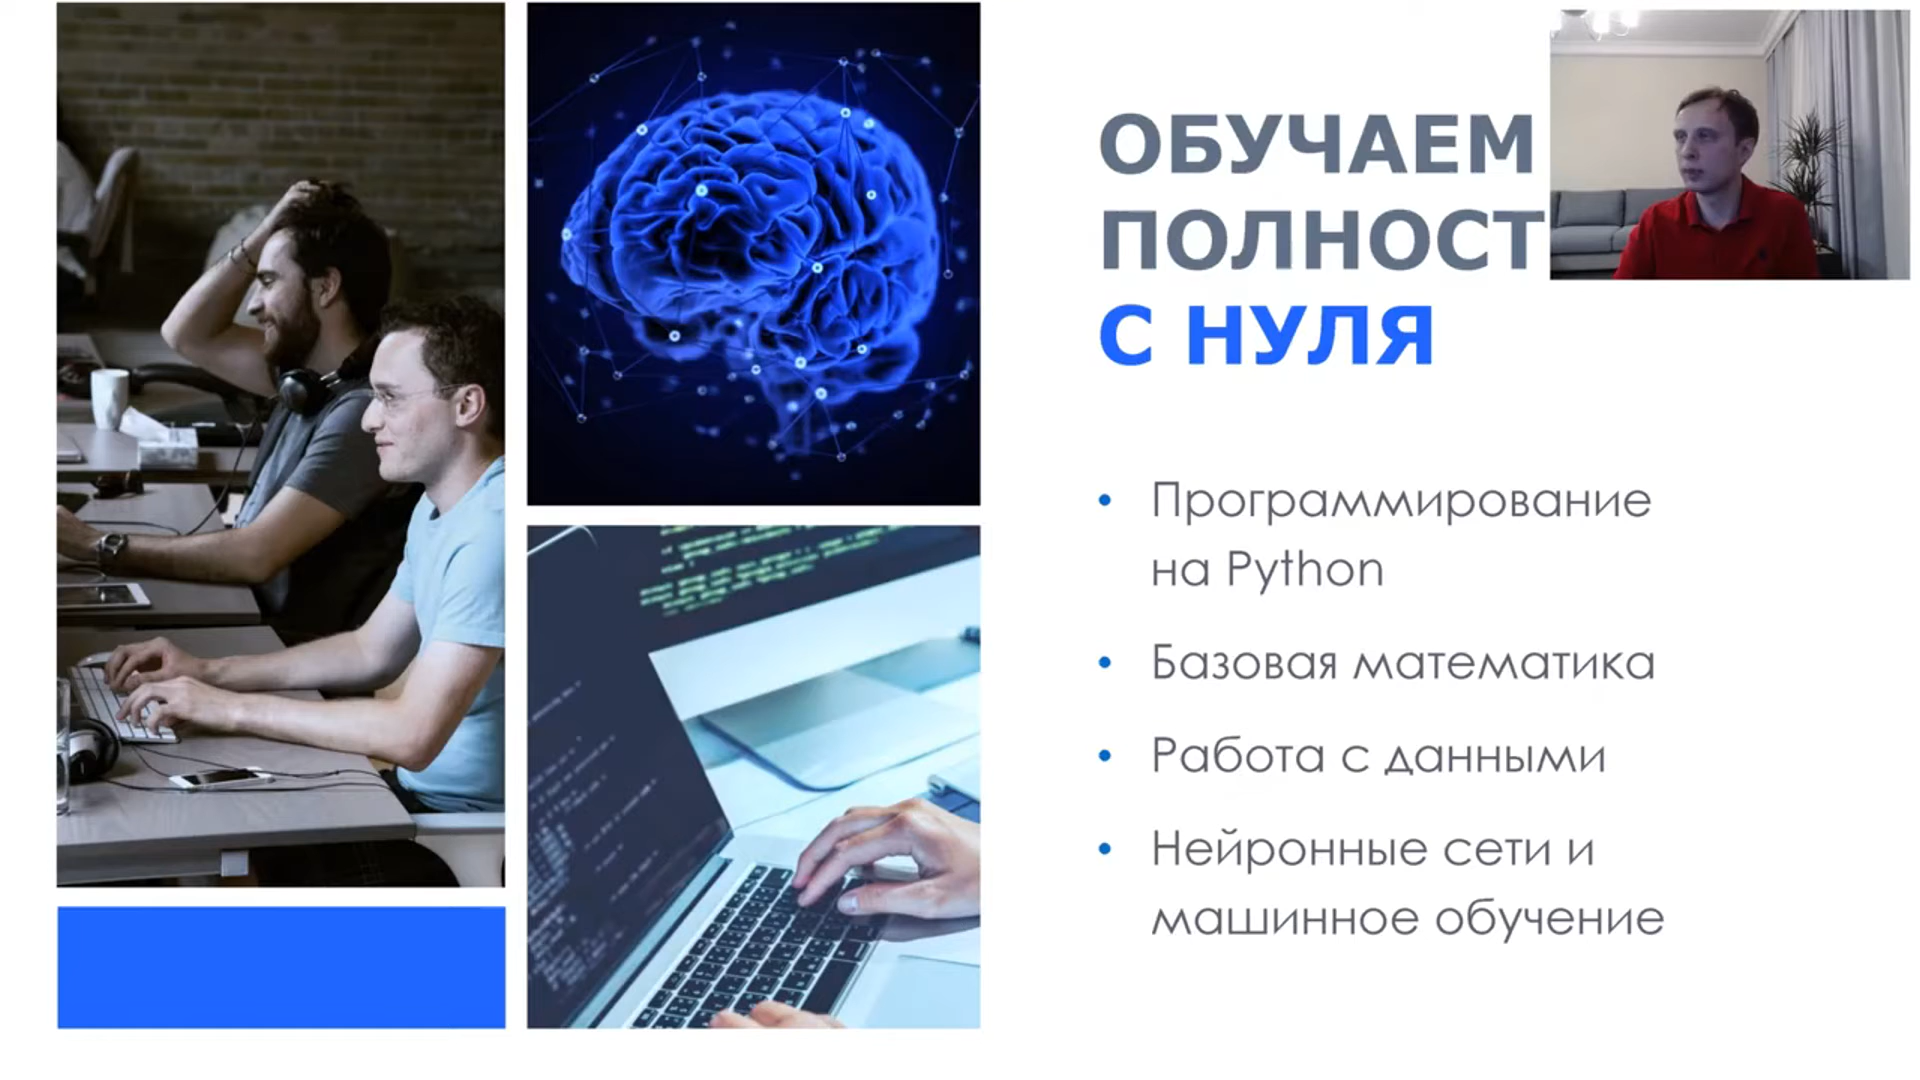 ОБУЧАЕМ
ПОЛНОСТ
С НУЛЯ
• Программирование
на Python
• Базовая математика
• Работа с данными
• Нейронные сети и
машинное обучение